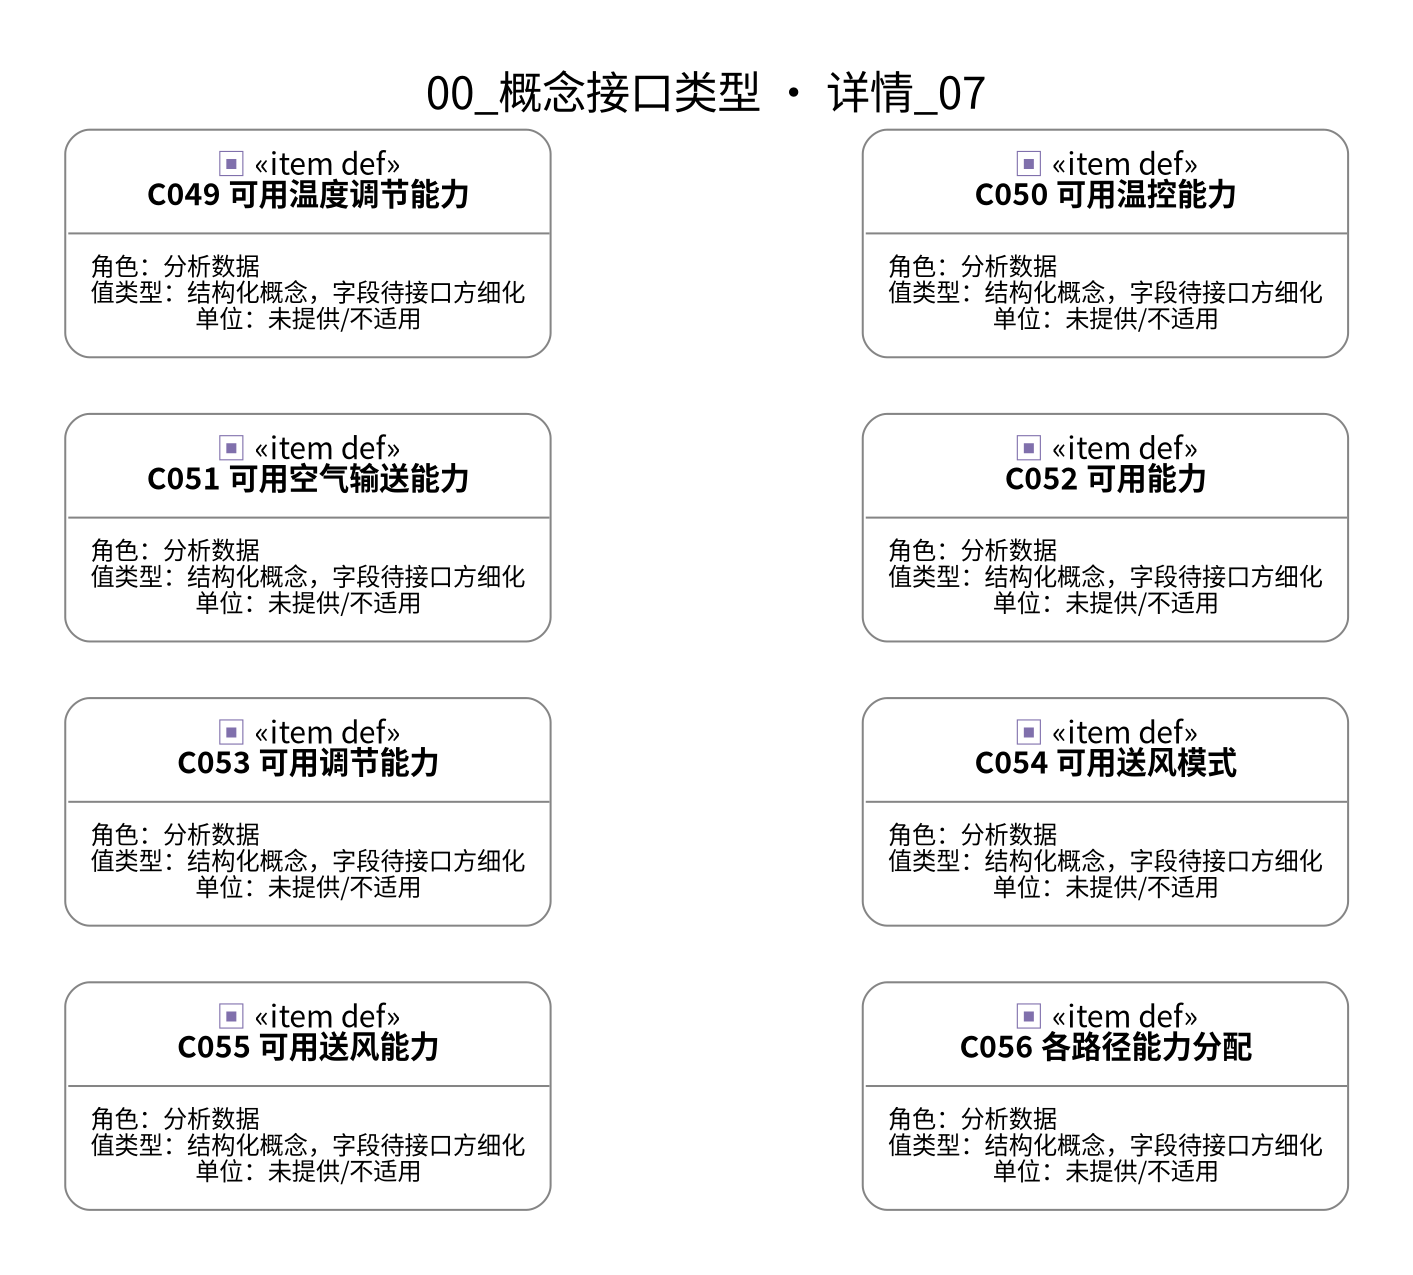 00_概念接口类型 · 详情_07
«item def»
C049 可用温度调节能力
角色：分析数据
值类型：结构化概念，字段待接口方细化
单位：未提供/不适用
«item def»
C050 可用温控能力
角色：分析数据
值类型：结构化概念，字段待接口方细化
单位：未提供/不适用
«item def»
C051 可用空气输送能力
角色：分析数据
值类型：结构化概念，字段待接口方细化
单位：未提供/不适用
«item def»
C052 可用能力
角色：分析数据
值类型：结构化概念，字段待接口方细化
单位：未提供/不适用
«item def»
C053 可用调节能力
角色：分析数据
值类型：结构化概念，字段待接口方细化
单位：未提供/不适用
«item def»
C054 可用送风模式
角色：分析数据
值类型：结构化概念，字段待接口方细化
单位：未提供/不适用
«item def»
C055 可用送风能力
角色：分析数据
值类型：结构化概念，字段待接口方细化
单位：未提供/不适用
«item def»
C056 各路径能力分配
角色：分析数据
值类型：结构化概念，字段待接口方细化
单位：未提供/不适用